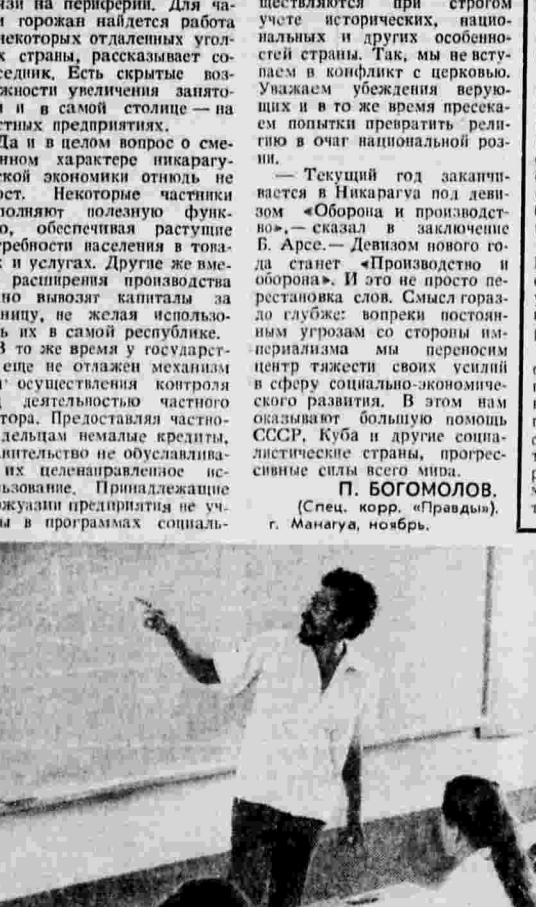 язи на периферии. Для ча-
и горожан найдется работа
некоторых отдаленных угол-
х страны, рассказывает со-
седник. Есть скрытые воз-
жности увеличения занято-
и и в самой столице — на
стных предприятиях.
Да и в целом вопрос о сме-
нном характере никарагу-
ской экономики отнюдь не
ост. Некоторые частники
полняют полезную функ-
о, обеспечивая растущие
требности населения в това-
х и услугах. Другие же вме-
расширения производства
но вывозят капиталы за
ницу, не желая использо-
ь их в самой республике.
В то же время у государст-
еще не отлажен механизм
осуществления контроля
деятельностью частного
тора. Предоставляя частно-
дельцам немалые кредиты,
вительство не обуславлива-
их целенаправленное ис-
льзование. Принадлежащие
жуазии предприятия не уч-
ы в программах социаль-
ществляются при строгом
учете исторических, нацио-
нальных и других особенно-
стей страны. Так, мы не всту-
паем в конфликт с церковью.
Уважаем убеждения верую-
щих и в то же время пресека-
ем попытки превратить рели-
гию в очаг национальной роз-
ни.
— Текущий год заканчи-
вается в Никарагуа под деви-
зом «Оборона и производст-
во»,— сказал в заключение
Б. Арсе.— Девизом нового го-
да станет «Производство и
оборона». И это не просто пе-
рестановка слов. Смысл гораз-
до глубже: вопреки постоян-
ным угрозам со стороны им-
периализма мы переносим
центр тяжести своих усилий
в сферу социально-экономиче-
ского развития. В этом нам
оказывают большую помощь
СССР, Куба и другие социа-
листические страны, прогрес-
сивные силы всего мира.
П. БОГОМОЛОВ.
(Спец. корр. «Правды»).
г. Манагуа, ноябрь.